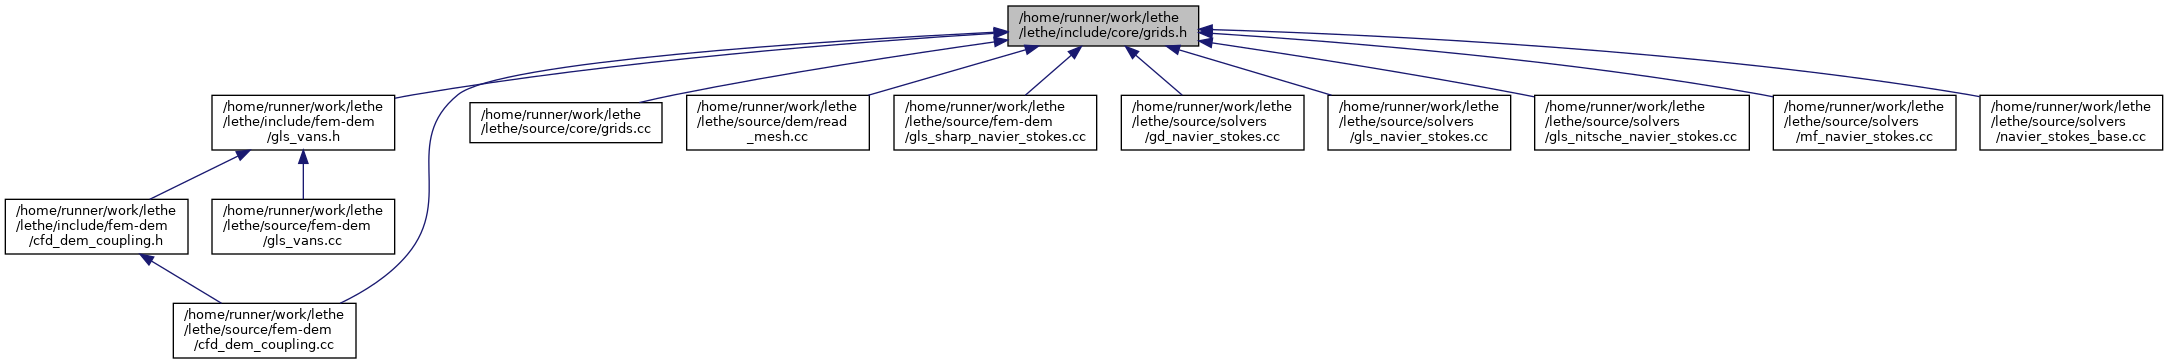 /home/runner/work/lethe
/lethe/include/core/grids.h
/home/runner/work/lethe
/lethe/include/fem-dem
/gls_vans.h
/home/runner/work/lethe
/lethe/source/core/grids.cc
/home/runner/work/lethe
/lethe/source/dem/read
_mesh.cc
/home/runner/work/lethe
/lethe/source/fem-dem
/gls_sharp_navier_stokes.cc
/home/runner/work/lethe
/lethe/source/solvers
/gd_navier_stokes.cc
/home/runner/work/lethe
/lethe/source/solvers
/gls_navier_stokes.cc
/home/runner/work/lethe
/lethe/source/solvers
/gls_nitsche_navier_stokes.cc
/home/runner/work/lethe
/lethe/source/solvers
/mf_navier_stokes.cc
/home/runner/work/lethe
/lethe/source/solvers
/navier_stokes_base.cc
/home/runner/work/lethe
/lethe/include/fem-dem
/cfd_dem_coupling.h
/home/runner/work/lethe
/lethe/source/fem-dem
/gls_vans.cc
/home/runner/work/lethe
/lethe/source/fem-dem
/cfd_dem_coupling.cc